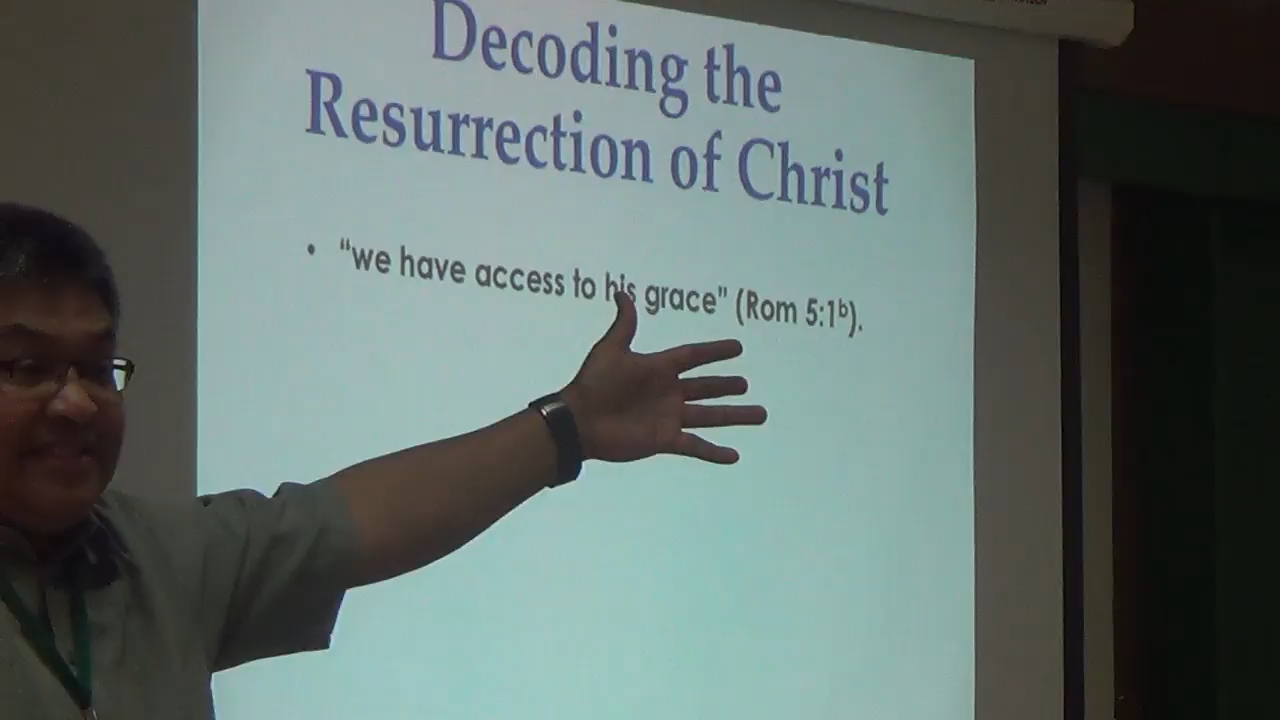 Decoding the
Resurrection of Christ
• “we have access to his grace" (Rom 5:1ᵇ).